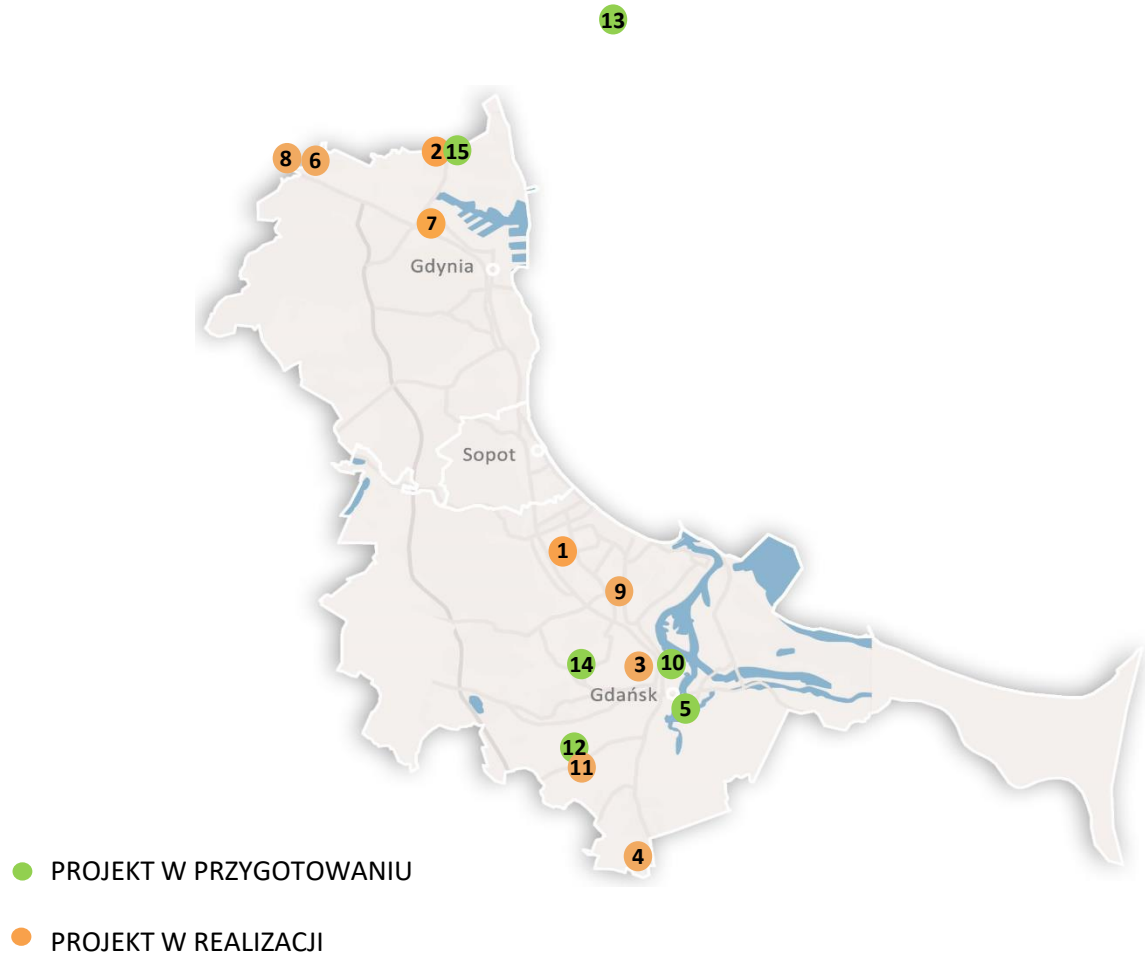 13
8 6 2 15
7
Gdynia
Sopot
1
9
14 3 10
Gdańsk
5
12
11
4
PROJEKT W PRZYGOTOWANIU
PROJEKT W REALIZACJI